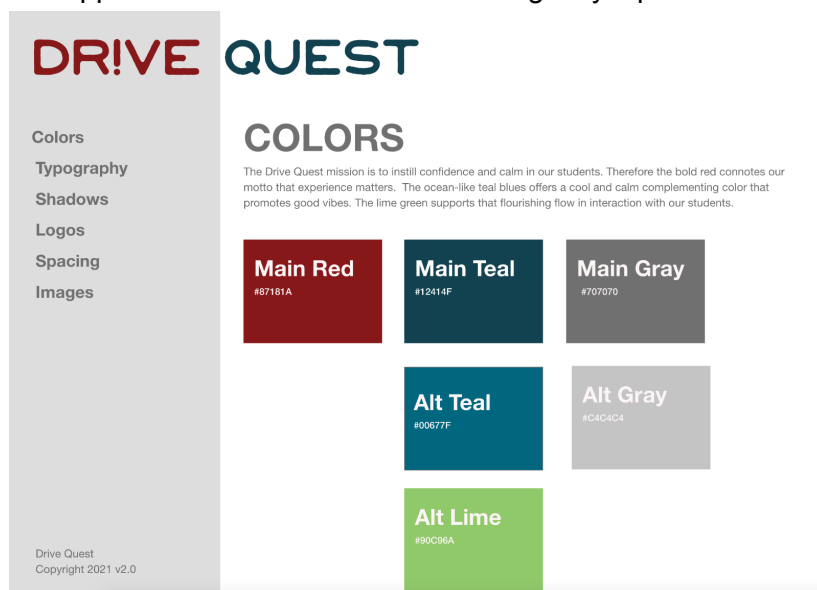 DR!VE QUEST
Colors
Typography
Shadows
Logos
Spacing
Images
Drive Quest
Copyright 2021 v2.0
COLORS
The Drive Quest mission is to instill confidence and calm in our students. Therefore the bold red connotes our
motto that experience matters.  The ocean-like teal blues offers a cool and calm complementing color that
promotes good vibes. The lime green supports that flourishing flow in interaction with our students.
Main Red
#87181A
Main Teal
#12414F
Main Gray
#707070
Alt Teal
#00677F
Alt Gray
#C4C4C4
Alt Lime
#90C96A